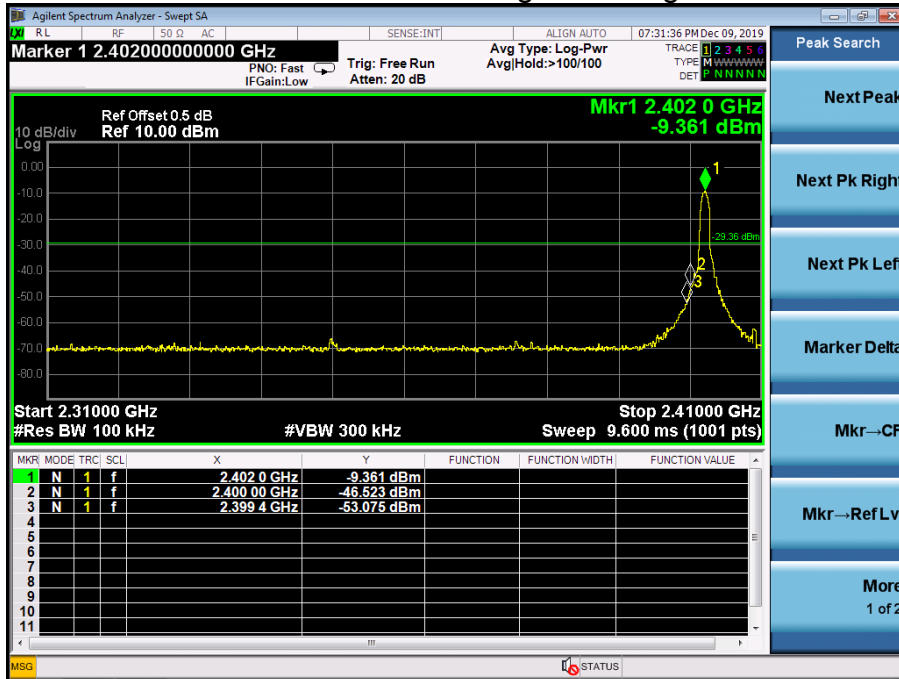 Agilent Spectrum Analyzer - Swept SA
LXI RL RF 50 Ω AC SENSE:INT ALIGN AUTO 07:31:36 PM Dec 09, 2019
Marker 1 2.402000000000 GHz
PNO: Fast
IFGain:Low
Trig: Free Run
Atten: 20 dB
Avg Type: Log-Pwr
Avg|Hold:>100/100
TRACE 1 2 3 4 5 6
TYPE M WWWWW
DET P N N N N N
Peak Search
Mkr1 2.402 0 GHz
-9.361 dBm
Ref Offset 0.5 dB
10 dB/div Ref 10.00 dBm
Log
0.00
-10.0
-20.0
-30.0
-40.0
-50.0
-60.0
-70.0
-80.0
1
-29.36 dBm
2
3
Start 2.31000 GHz Stop 2.41000 GHz
#Res BW 100 kHz #VBW 300 kHz Sweep 9.600 ms (1001 pts)
MKR MODE TRC SCL X Y FUNCTION FUNCTION WIDTH FUNCTION VALUE
1 N 1 f 2.402 0 GHz -9.361 dBm
2 N 1 f 2.400 00 GHz -46.523 dBm
3 N 1 f 2.399 4 GHz -53.075 dBm
4
5
6
7
8
9
10
11
MSG STATUS
Next Peak
Next Pk Right
Next Pk Left
Marker Delta
Mkr→CF
Mkr→Ref Lv
More
1 of 2